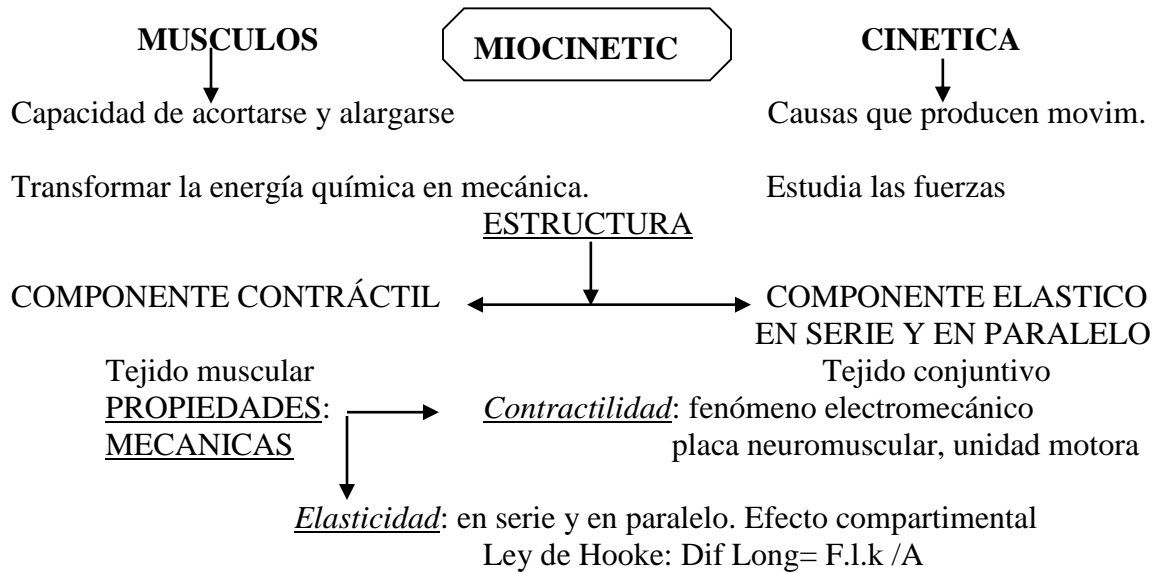 MUSCULOS MIOCINETIC CINETICA
Capacidad de acortarse y alargarse Causas que producen movim.
Transformar la energía química en mecánica. Estudia las fuerzas
ESTRUCTURA
COMPONENTE CONTRÁCTIL COMPONENTE ELASTICO
EN SERIE Y EN PARALELO
Tejido muscular Tejido conjuntivo
PROPIEDADES: Contractilidad: fenómeno electromecánico
MECANICAS placa neuromuscular, unidad motora
Elasticidad: en serie y en paralelo. Efecto compartimental
Ley de Hooke: Dif Long= F.l.k /A